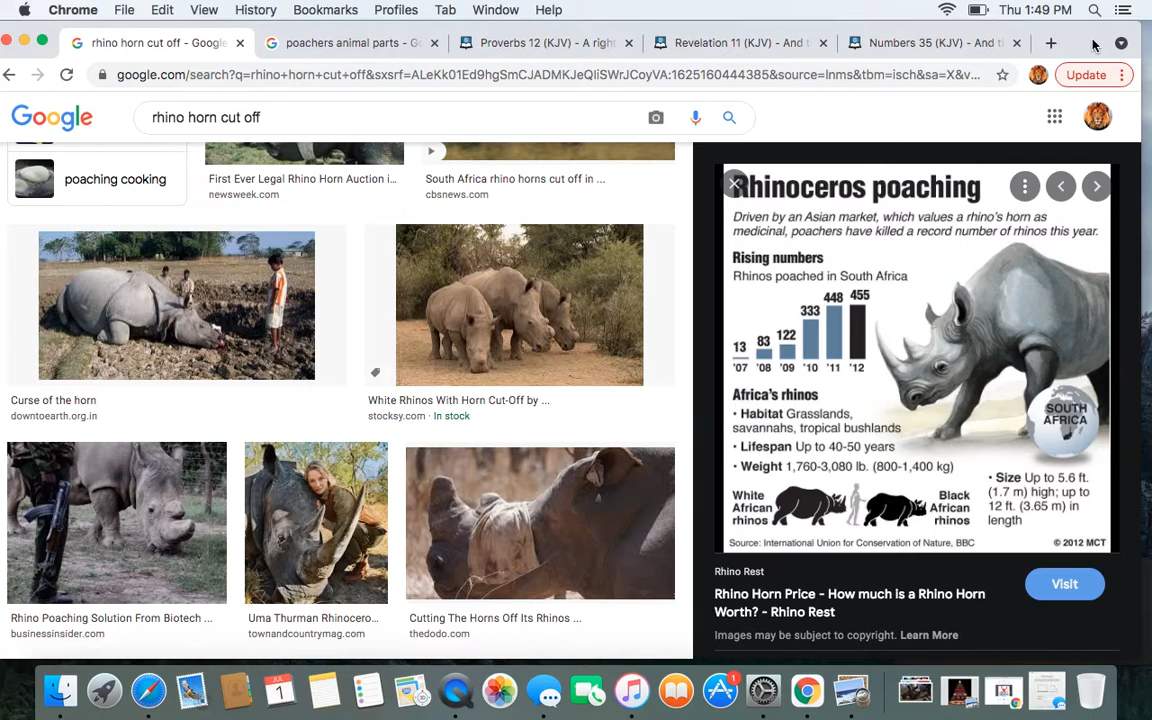 Chrome File Edit View History Bookmarks Profiles Tab Window Help Thu 1:49 PM
rhino horn cut off - Google
poachers animal parts - Go
Proverbs 12 (KJV) - A right
Revelation 11 (KJV) - And t
Numbers 35 (KJV) - And t
google.com/search?q=rhino+horn+cut+off&sxsrf=ALeKk01Ed9hgSmCJADMKJeQIiSWrJCoyVA:1625160444385&source=lnms&tbm=isch&sa=X&v...
Update
Google
rhino horn cut off
poaching cooking
First Ever Legal Rhino Horn Auction i...
newsweek.com
South Africa rhino horns cut off in ...
cbsnews.com
Curse of the horn
downtoearth.org.in
White Rhinos With Horn Cut-Off by ...
stocksy.com · In stock
Rhino Poaching Solution From Biotech ...
businessinsider.com
Uma Thurman Rhinocero...
townandcountrymag.com
Cutting The Horns Off Its Rhinos ...
thedodo.com
Rhinoceros poaching
Driven by an Asian market, which values a rhino's horn as
medicinal, poachers have killed a record number of rhinos this year.
Rising numbers
Rhinos poached in South Africa
13 83 122 333 448 455
'07 '08 '09 '10 '11 '12
Africa's rhinos
• Habitat Grasslands,
savannahs, tropical bushlands
• Lifespan Up to 40-50 years
• Weight 1,760-3,080 lb. (800-1,400 kg)
SOUTH
AFRICA
White
African
rhinos
Black
African
rhinos
• Size Up to 5.6 ft.
(1.7 m) high; up to
12 ft. (3.65 m) in
length
Source: International Union for Conservation of Nature, BBC
© 2012 MCT
Rhino Rest
Rhino Horn Price - How much is a Rhino Horn
Worth? - Rhino Rest
Visit
Images may be subject to copyright. Learn More
JUL
1
1